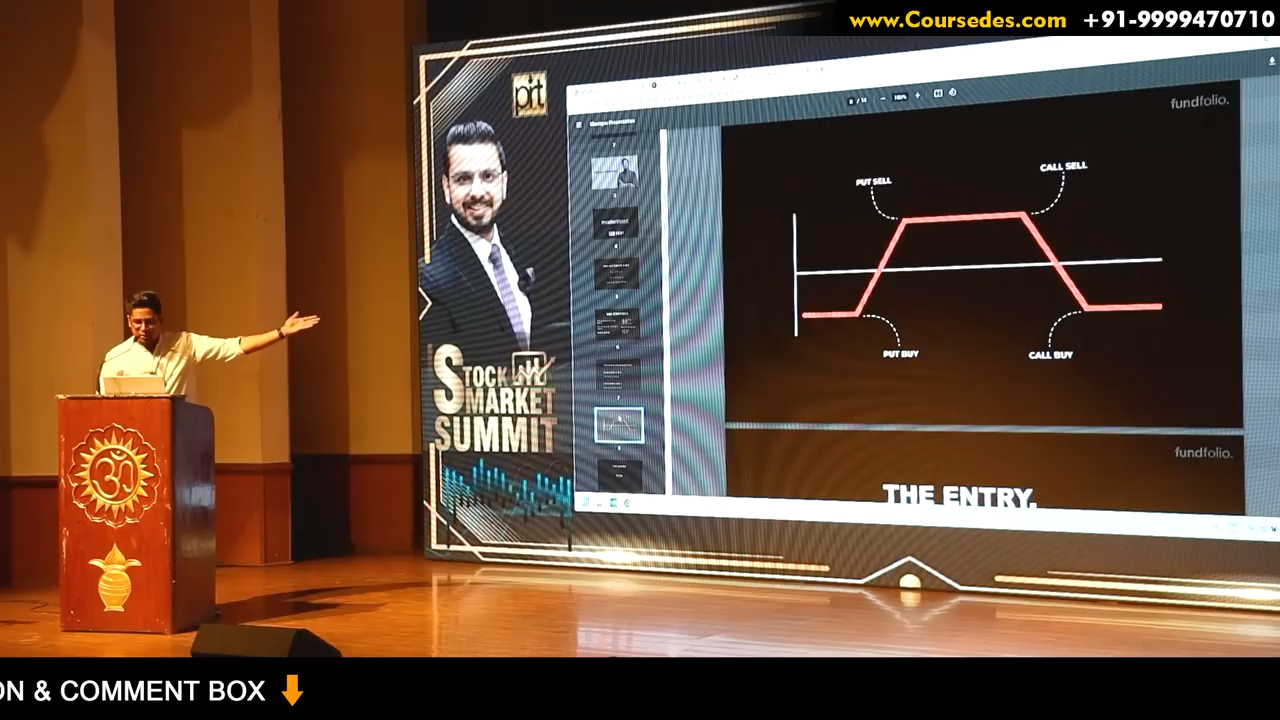 www.Coursedes.com +91-9999470710
prt
fundfolio.
PUT SELL
CALL SELL
PUT BUY
CALL BUY
fundfolio.
THE ENTRY.
STOCK
MARKET
SUMMIT
ॐ
ON & COMMENT BOX